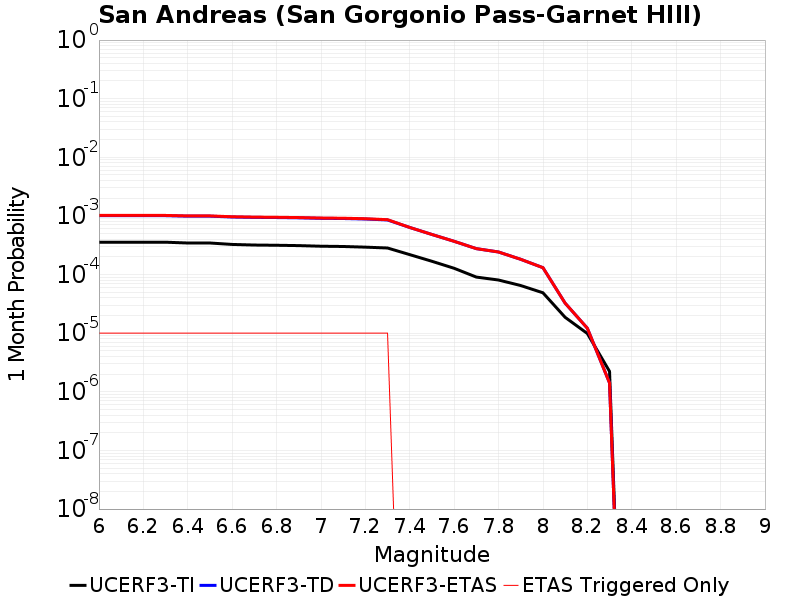 San Andreas (San Gorgonio Pass-Garnet HIll)
10^0
10^-1
10^-2
10^-3
10^-4
10^-5
10^-6
10^-7
10^-8
1 Month Probability
6 6.2 6.4 6.6 6.8 7 7.2 7.4 7.6 7.8 8 8.2 8.4 8.6 8.8 9
Magnitude
UCERF3-TI UCERF3-TD UCERF3-ETAS ETAS Triggered Only